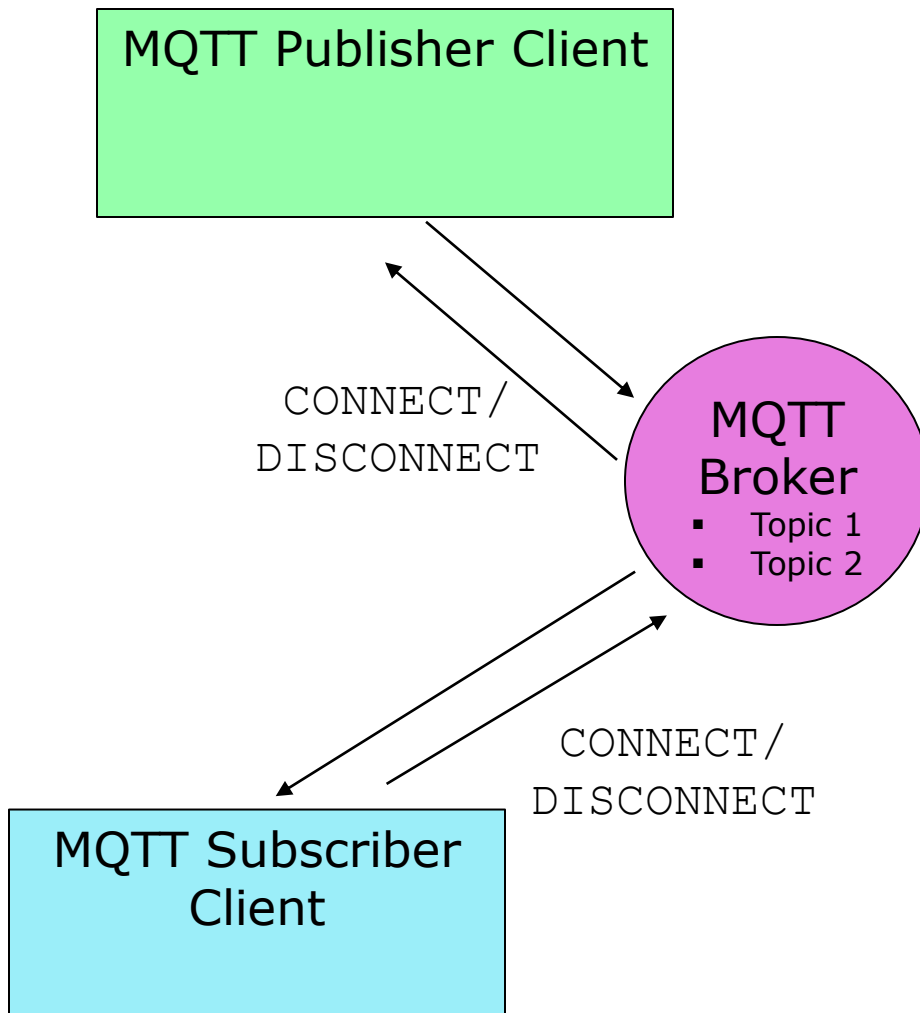 MQTT Publisher Client
CONNECT/
DISCONNECT
MQTT
Broker
▪ Topic 1
▪ Topic 2
CONNECT/
DISCONNECT
MQTT Subscriber
Client